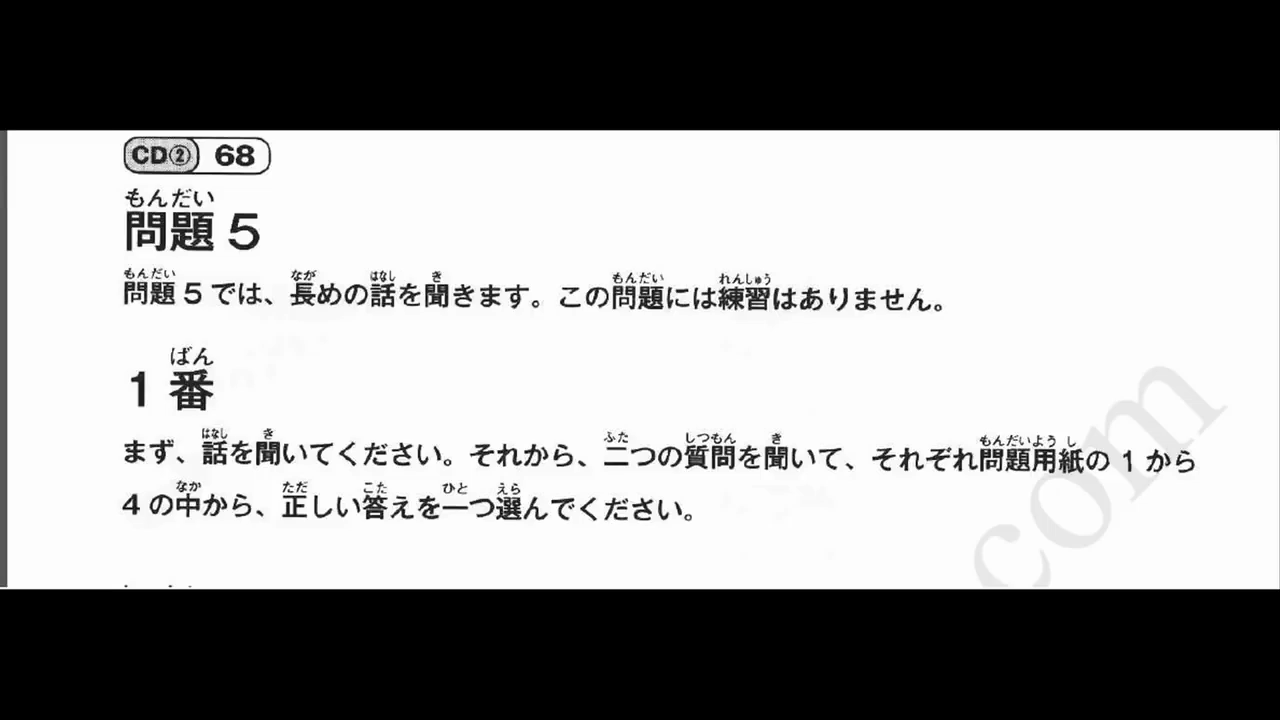 CD② 68
もんだい
問題 5
もんだい なが はなし き もんだい れんしゅう
問題 5 では、長めの話を聞きます。この問題には練習はありません。
ばん
1 番
はなし き ふた しつもん き もんだいようし
まず、話を聞いてください。それから、二つの質問を聞いて、それぞれ問題用紙の 1 から
なか ただ こた ひと えら
4 の中から、正しい答えを一つ選んでください。
com